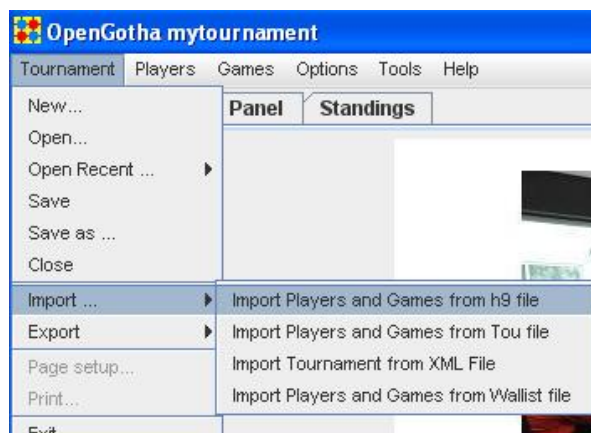 OpenGotha mytournament
Tournament Players Games Options Tools Help
Panel Standings
New...
Open...
Open Recent ...
Save
Save as ...
Close
Import ...
Export
Page setup...
Print...
Exit
Import Players and Games from h9 file
Import Players and Games from Tou file
Import Tournament from XML File
Import Players and Games from Wallist file